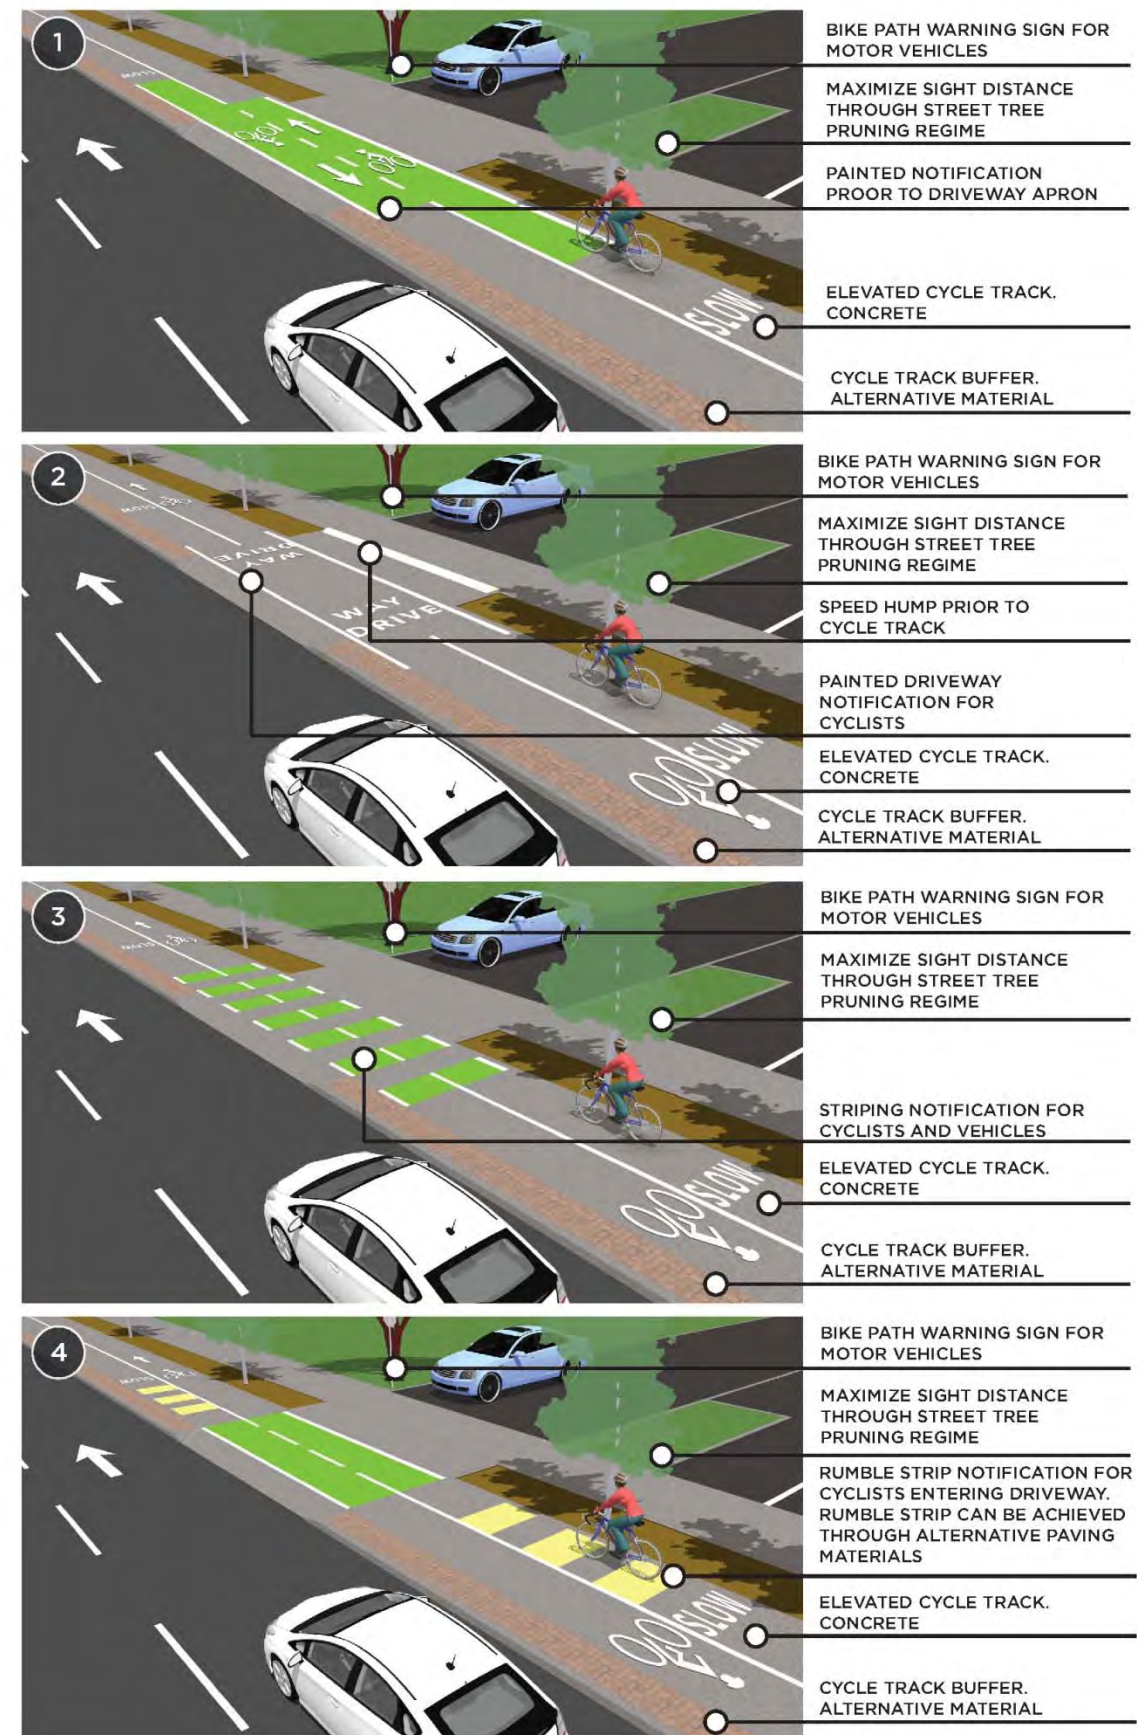 1
BIKE PATH WARNING SIGN FOR
MOTOR VEHICLES
MAXIMIZE SIGHT DISTANCE
THROUGH STREET TREE
PRUNING REGIME
PAINTED NOTIFICATION
PROOR TO DRIVEWAY APRON
ELEVATED CYCLE TRACK.
CONCRETE
CYCLE TRACK BUFFER.
ALTERNATIVE MATERIAL
SLOW
SLOW
2
BIKE PATH WARNING SIGN FOR
MOTOR VEHICLES
MAXIMIZE SIGHT DISTANCE
THROUGH STREET TREE
PRUNING REGIME
SPEED HUMP PRIOR TO
CYCLE TRACK
PAINTED DRIVEWAY
NOTIFICATION FOR
CYCLISTS
ELEVATED CYCLE TRACK.
CONCRETE
CYCLE TRACK BUFFER.
ALTERNATIVE MATERIAL
SLOW
DRIVE
WAY
WAY
DRIVE
SLOW
3
BIKE PATH WARNING SIGN FOR
MOTOR VEHICLES
MAXIMIZE SIGHT DISTANCE
THROUGH STREET TREE
PRUNING REGIME
STRIPING NOTIFICATION FOR
CYCLISTS AND VEHICLES
ELEVATED CYCLE TRACK.
CONCRETE
CYCLE TRACK BUFFER.
ALTERNATIVE MATERIAL
SLOW
SLOW
4
BIKE PATH WARNING SIGN FOR
MOTOR VEHICLES
MAXIMIZE SIGHT DISTANCE
THROUGH STREET TREE
PRUNING REGIME
RUMBLE STRIP NOTIFICATION FOR
CYCLISTS ENTERING DRIVEWAY.
RUMBLE STRIP CAN BE ACHIEVED
THROUGH ALTERNATIVE PAVING
MATERIALS
ELEVATED CYCLE TRACK.
CONCRETE
CYCLE TRACK BUFFER.
ALTERNATIVE MATERIAL
SLOW
SLOW